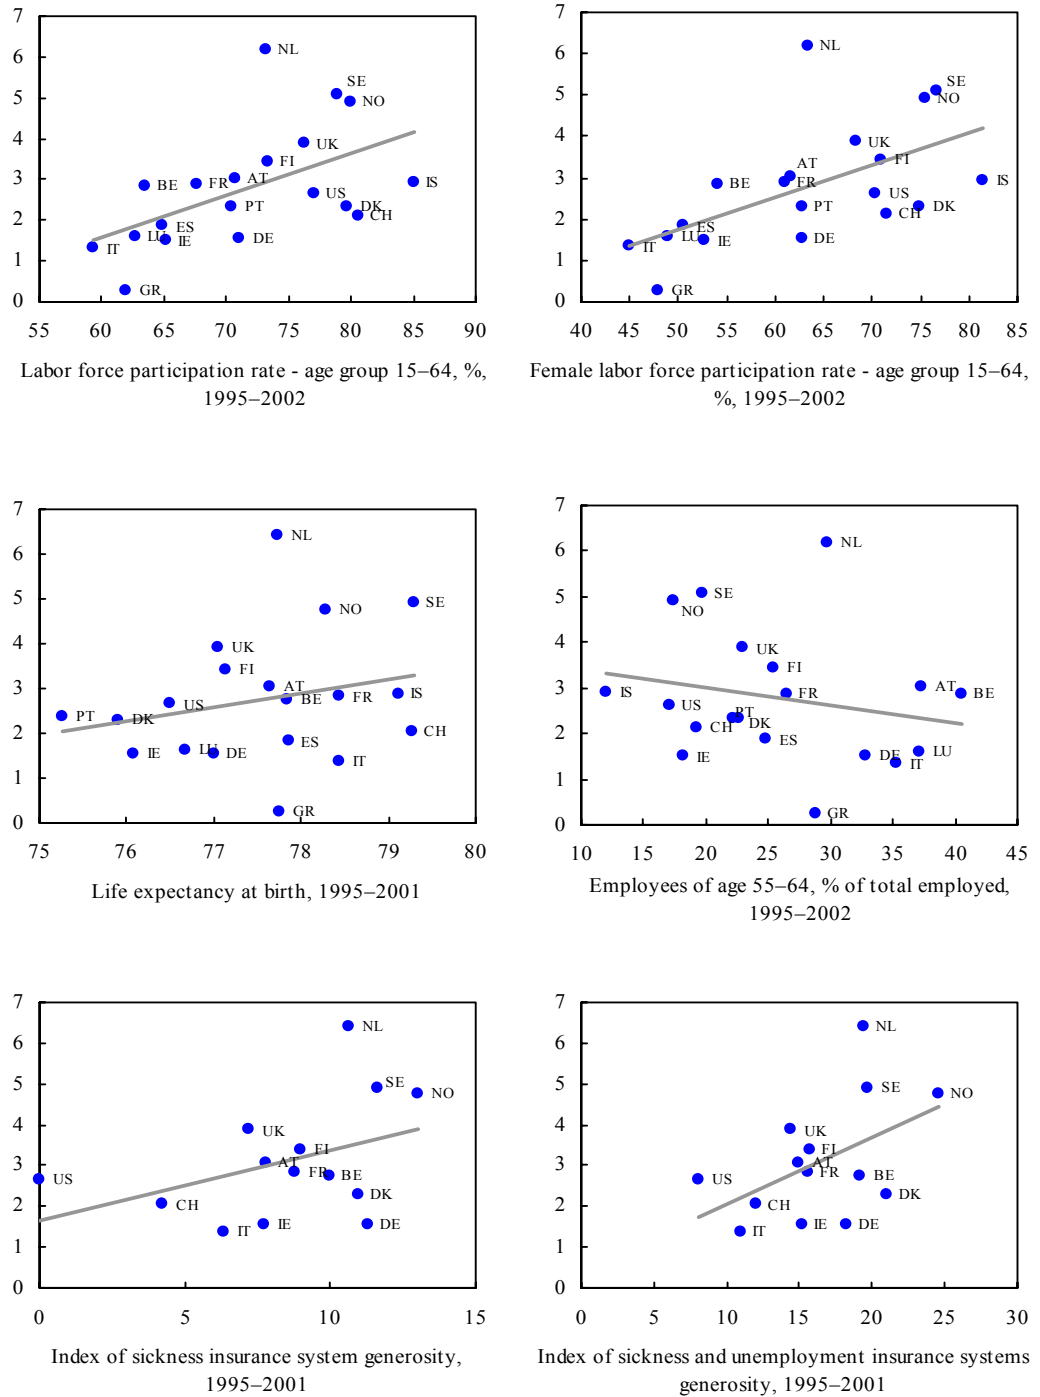 7
6
5
4
3
2
1
0
NL
SE
NO
UK
FI
AT
FR
BE
IS
US
PT
DK
CH
ES
LU
IE
DE
IT
GR
55 60 65 70 75 80 85 90
Labor force participation rate - age group 15–64, %,
1995–2002
7
6
5
4
3
2
1
0
NL
SE
NO
UK
FI
AT
FR
BE
IS
US
PT
DK
CH
ES
LU
IE
DE
IT
GR
40 45 50 55 60 65 70 75 80 85
Female labor force participation rate - age group 15–64,
%, 1995–2002
7
6
5
4
3
2
1
0
NL
SE
NO
UK
FI
AT
BE
FR
IS
US
PT
DK
CH
ES
LU
IE
DE
IT
GR
75 76 77 78 79 80
Life expectancy at birth, 1995–2001
7
6
5
4
3
2
1
0
NL
SE
NO
UK
FI
AT
BE
FR
IS
US
PT
DK
CH
ES
IE
DE
LU
IT
GR
10 20 25 30 35 40 45
Employees of age 55–64, % of total employed,
1995–2002
7
6
5
4
3
2
1
0
NL
SE
NO
UK
FI
AT
FR
BE
US
DK
CH
IE
DE
IT
0 5 10 15
Index of sickness insurance system generosity,
1995–2001
7
6
5
4
3
2
1
0
NL
SE
NO
UK
FI
AT
FR
BE
US
DK
CH
IE
DE
IT
0 5 10 15 20 25 30
Index of sickness and unemployment insurance systems
generosity, 1995–2001